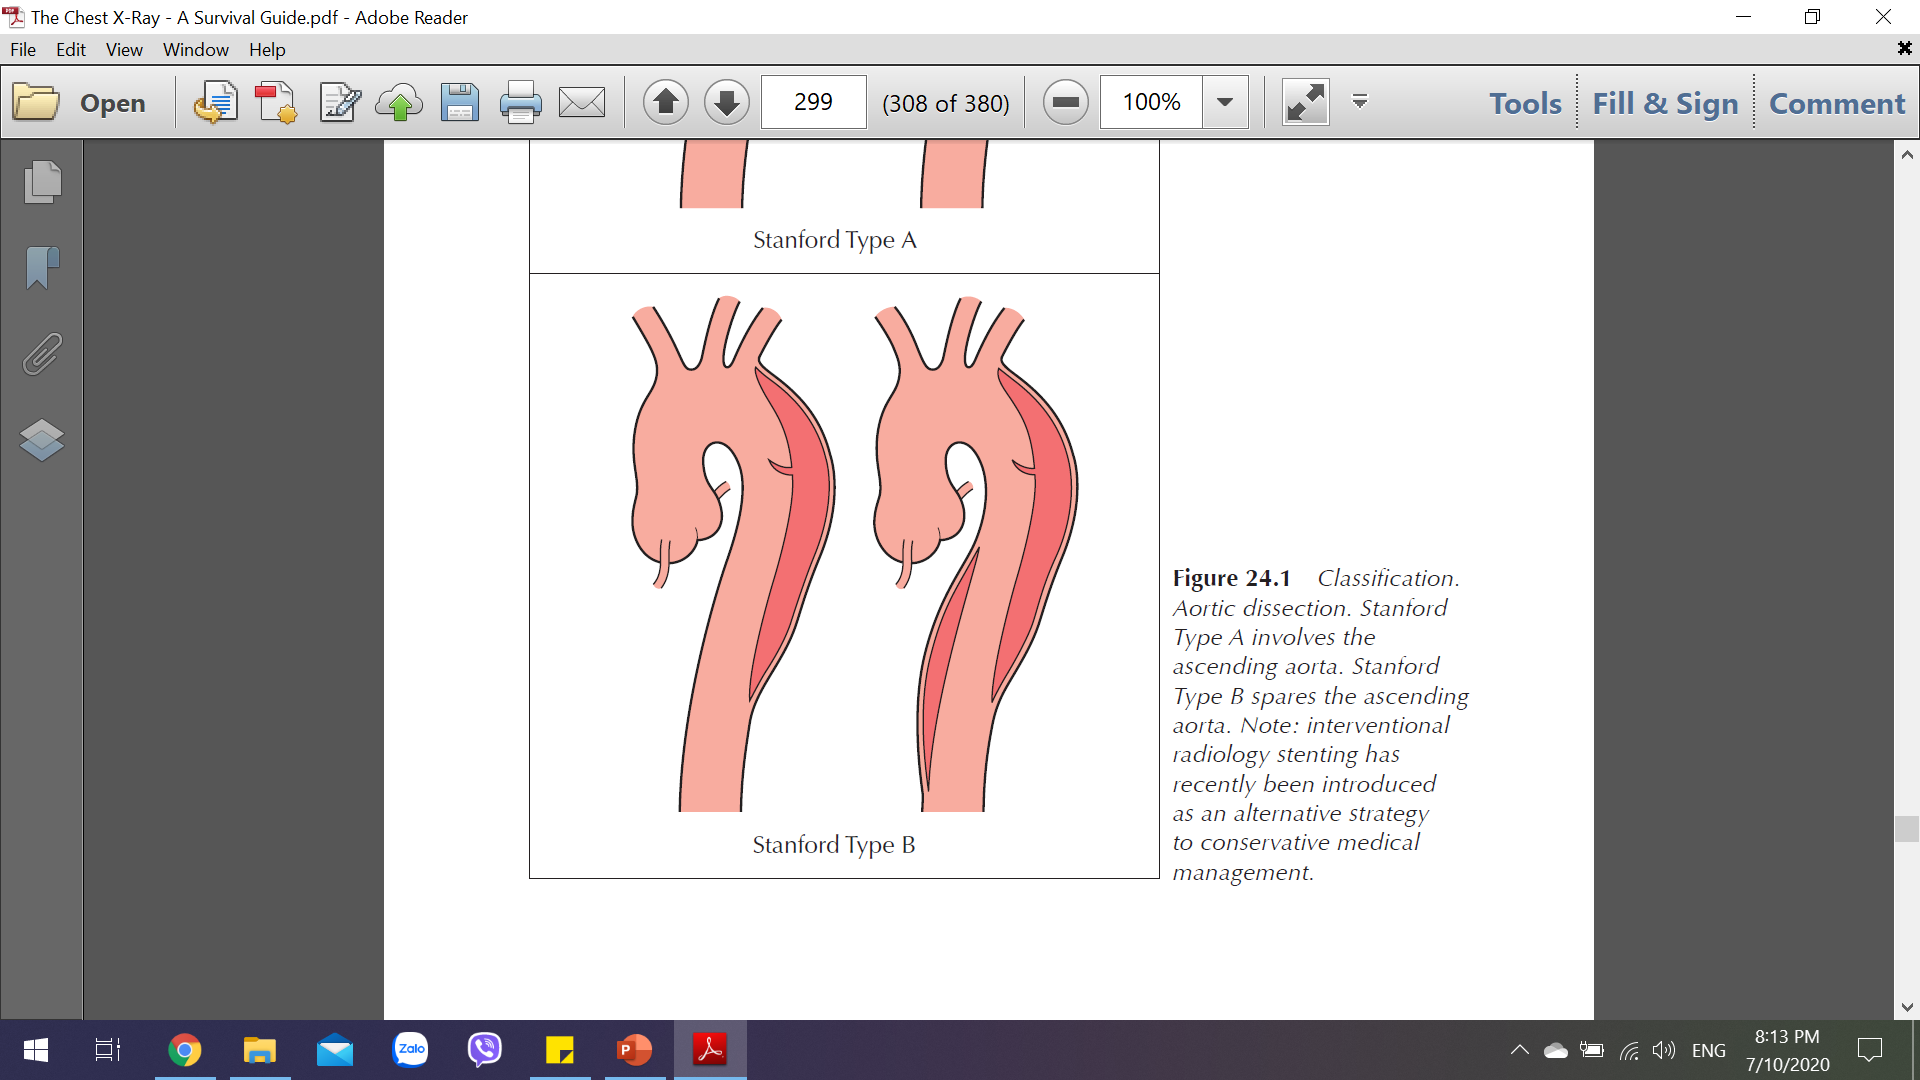 The Chest X-Ray - A Survival Guide.pdf - Adobe Reader
File Edit View Window Help
Open 299 (308 of 380) 100% Tools Fill & Sign Comment
Stanford Type A
Stanford Type B
Figure 24.1 Classification.
Aortic dissection. Stanford
Type A involves the
ascending aorta. Stanford
Type B spares the ascending
aorta. Note: interventional
radiology stenting has
recently been introduced
as an alternative strategy
to conservative medical
management.
Zalo
P
ENG
8:13 PM
7/10/2020